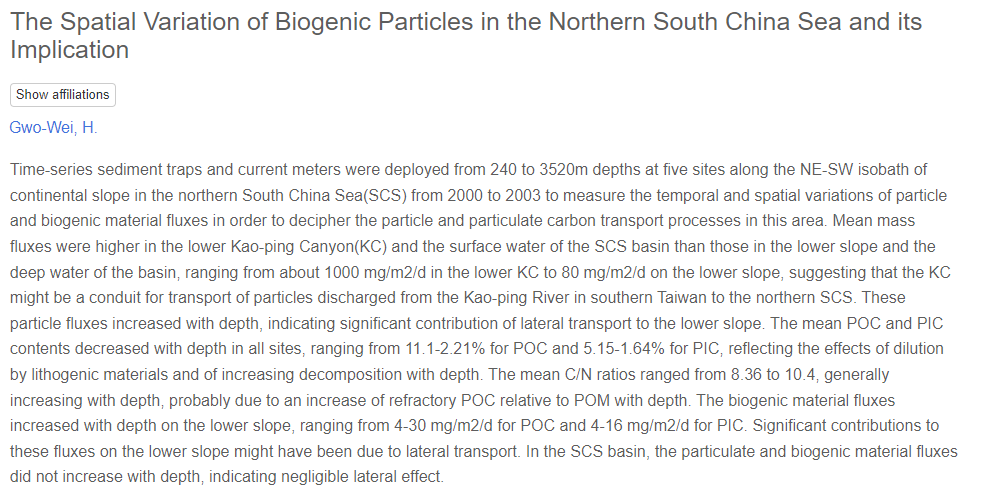 The Spatial Variation of Biogenic Particles in the Northern South China Sea and its
Implication
Show affiliations
Gwo-Wei, H.
Time-series sediment traps and current meters were deployed from 240 to 3520m depths at five sites along the NE-SW isobath of
continental slope in the northern South China Sea(SCS) from 2000 to 2003 to measure the temporal and spatial variations of particle
and biogenic material fluxes in order to decipher the particle and particulate carbon transport processes in this area. Mean mass
fluxes were higher in the lower Kao-ping Canyon(KC) and the surface water of the SCS basin than those in the lower slope and the
deep water of the basin, ranging from about 1000 mg/m2/d in the lower KC to 80 mg/m2/d on the lower slope, suggesting that the KC
might be a conduit for transport of particles discharged from the Kao-ping River in southern Taiwan to the northern SCS. These
particle fluxes increased with depth, indicating significant contribution of lateral transport to the lower slope. The mean POC and PIC
contents decreased with depth in all sites, ranging from 11.1-2.21% for POC and 5.15-1.64% for PIC, reflecting the effects of dilution
by lithogenic materials and of increasing decomposition with depth. The mean C/N ratios ranged from 8.36 to 10.4, generally
increasing with depth, probably due to an increase of refractory POC relative to POM with depth. The biogenic material fluxes
increased with depth on the lower slope, ranging from 4-30 mg/m2/d for POC and 4-16 mg/m2/d for PIC. Significant contributions to
these fluxes on the lower slope might have been due to lateral transport. In the SCS basin, the particulate and biogenic material fluxes
did not increase with depth, indicating negligible lateral effect.